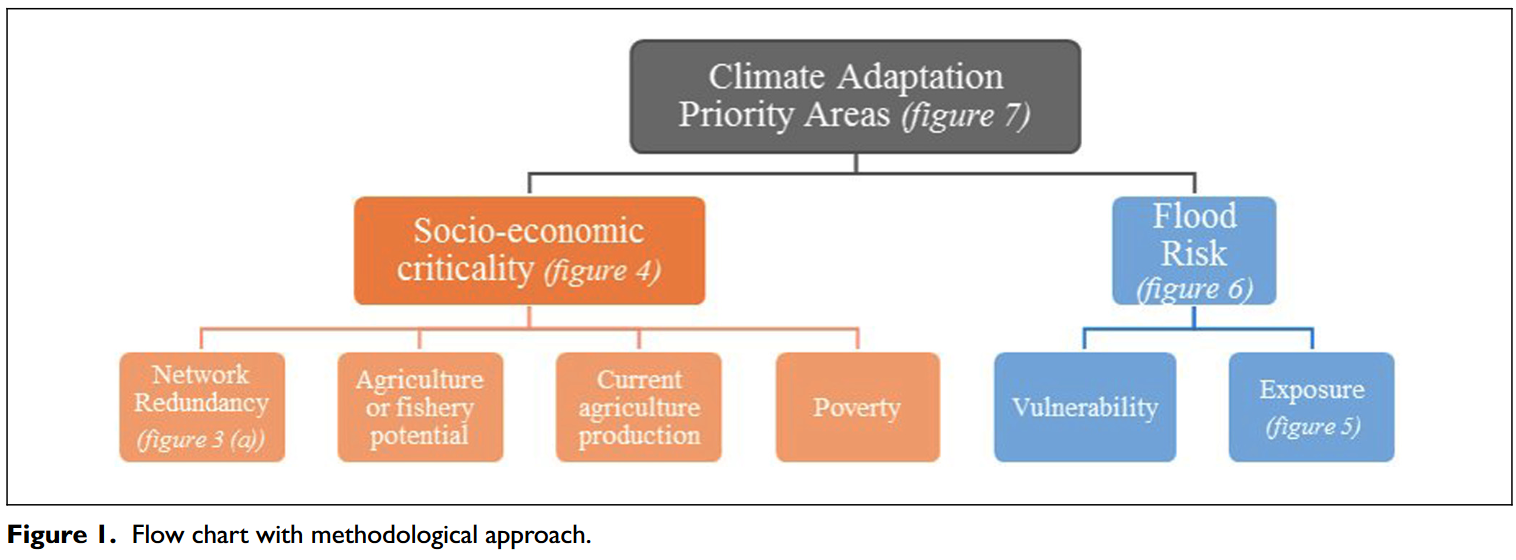 Climate Adaptation
Priority Areas (figure 7)
Socio-economic
criticality (figure 4)
Flood
Risk
(figure 6)
Network
Redundancy
(figure 3 (a))
Agriculture
or fishery
potential
Current
agriculture
production
Poverty
Vulnerability
Exposure
(figure 5)
Figure 1. Flow chart with methodological approach.